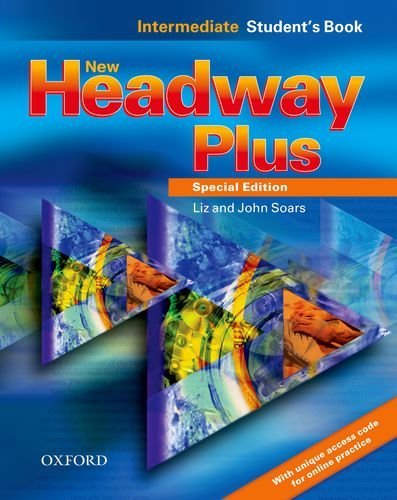 Intermediate Student's Book
New
Headway
Plus
Special Edition
Liz and John Soars
With unique access code
for online practice
OXFORD